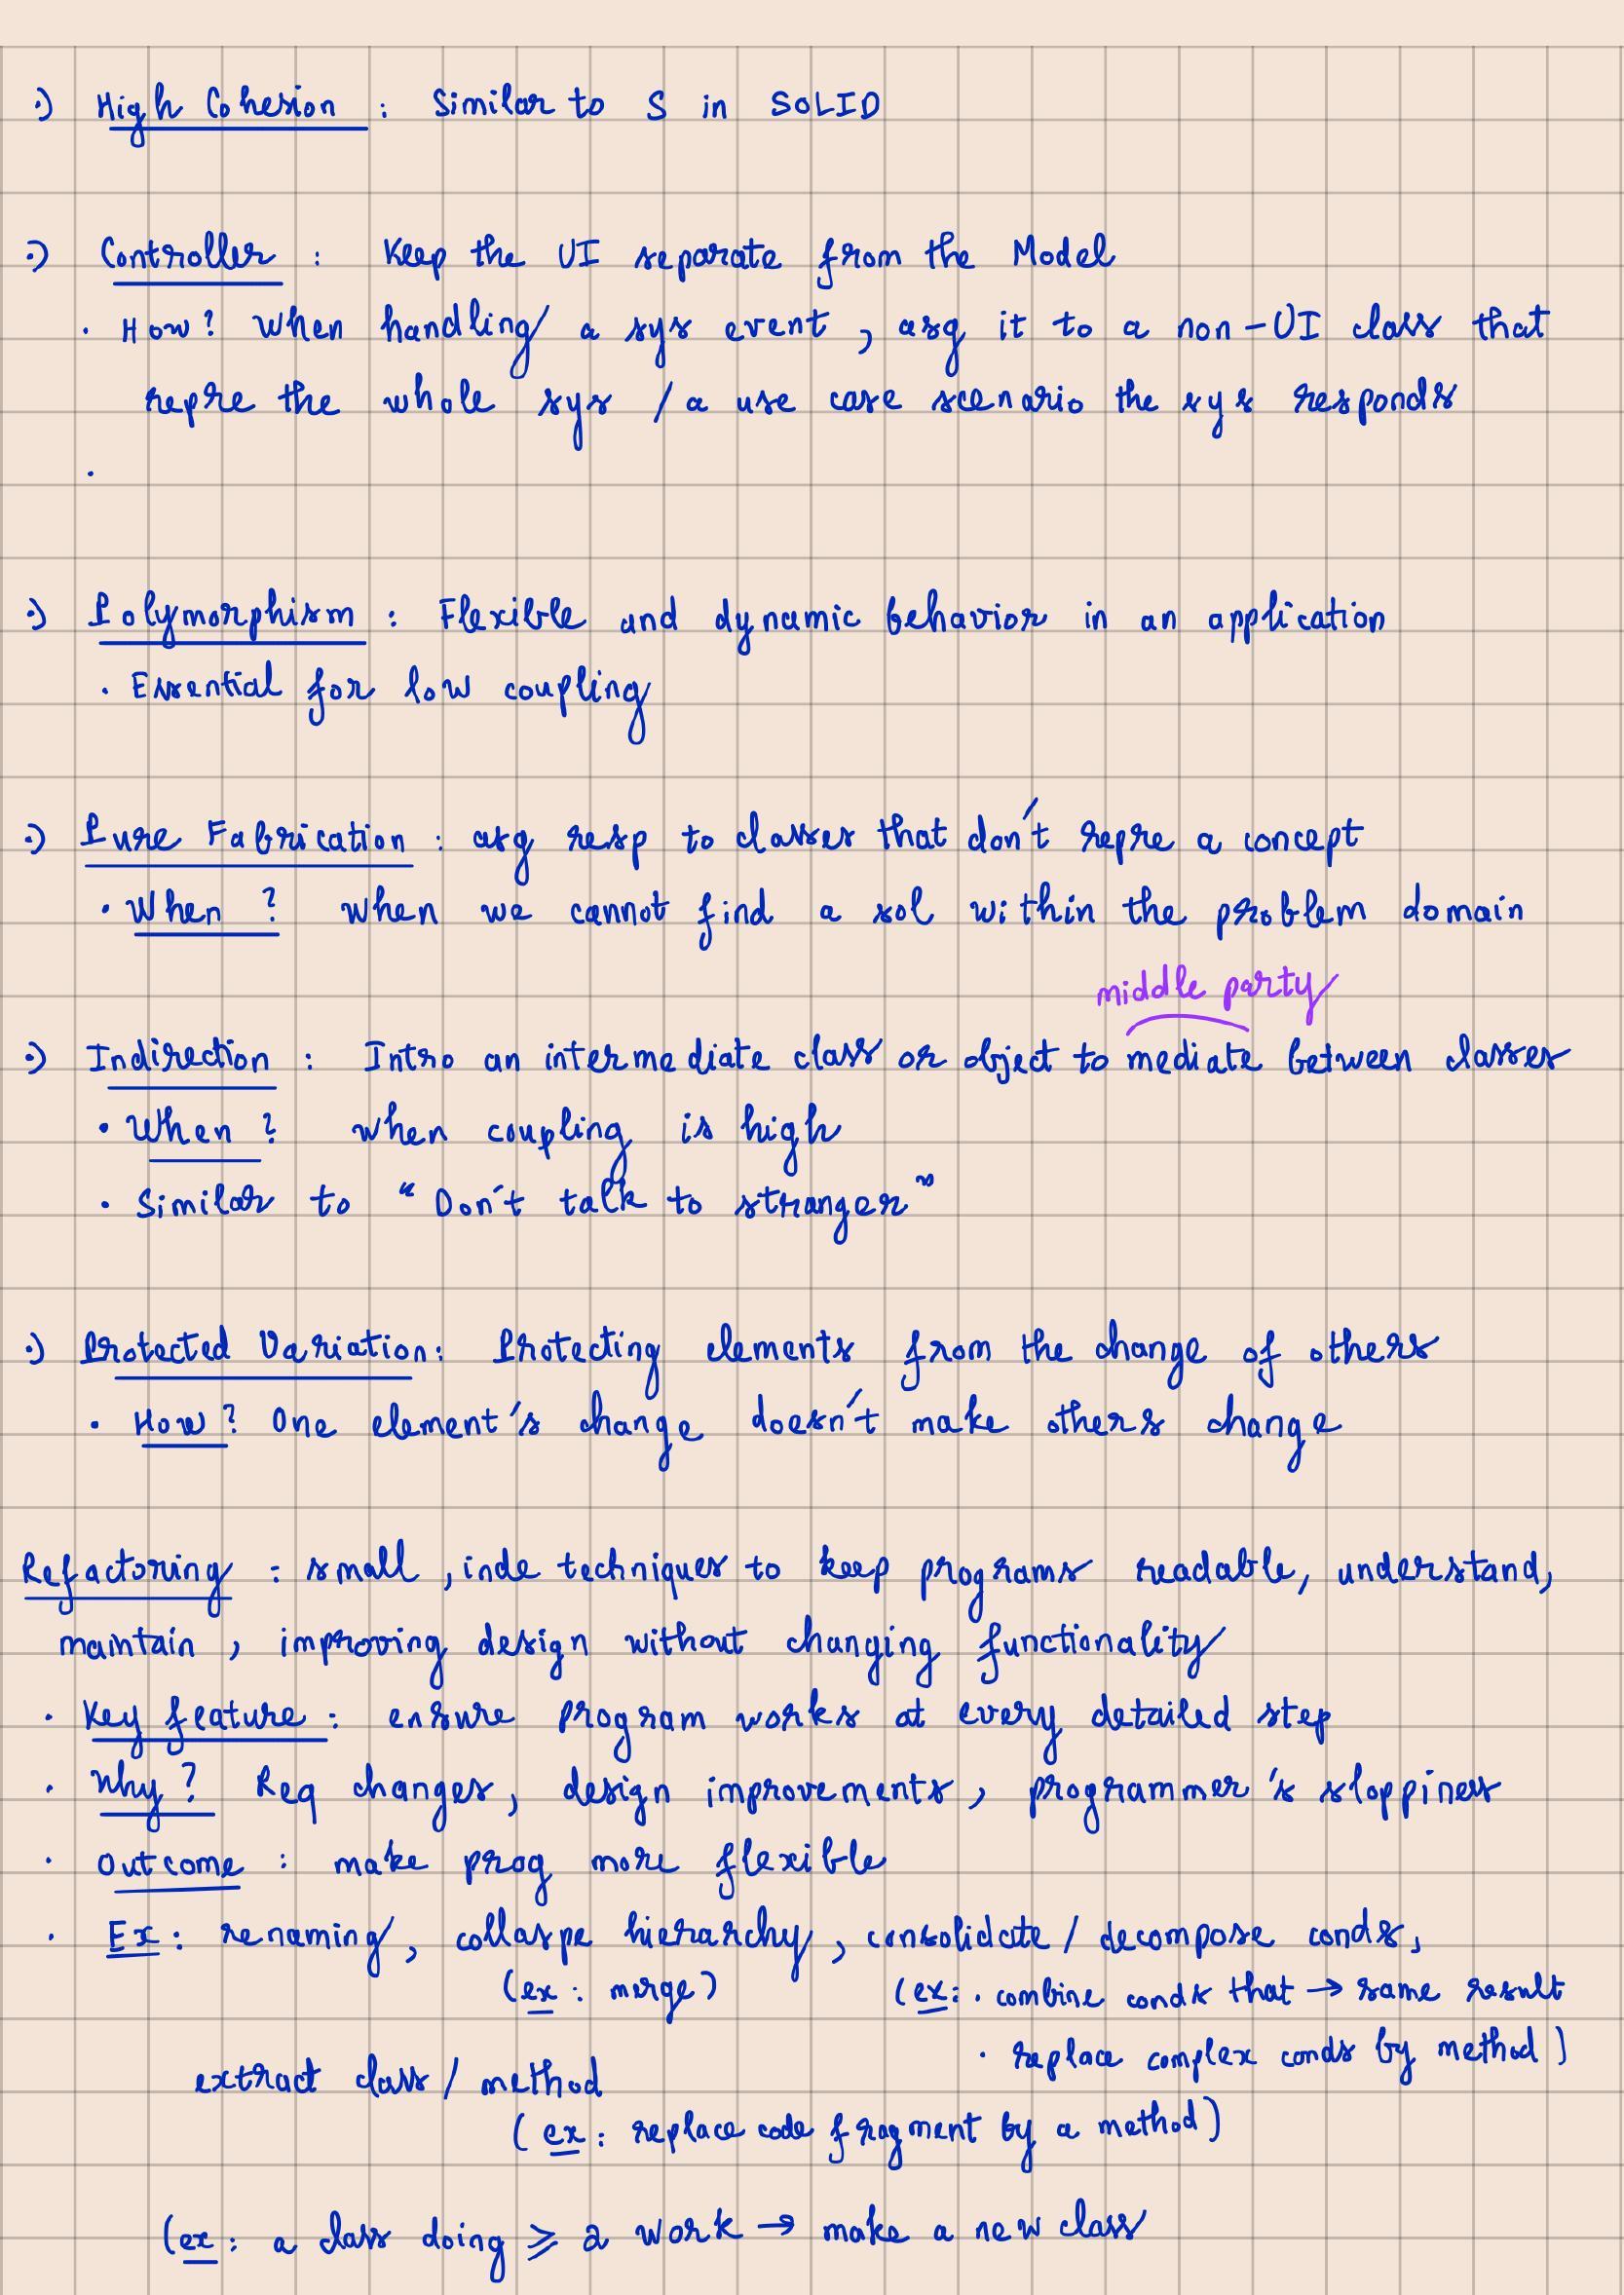 ·) High Cohesion : Similar to S in SOLID
·) Controller : Keep the UI separate from the Model
· How? When handling a sys event, asg it to a non-UI class that
repre the whole sys / a use case scenario the sys responds
·
·) Polymorphism : Flexible and dynamic behavior in an application
· Essential for low coupling
·) Pure Fabrication : asg resp to classes that don't repre a concept
· When ? when we cannot find a sol within the problem domain
middle party
·) Indirection : Intro an intermediate class or object to mediate between classes
· When ? when coupling is high
· Similar to "Don't talk to stranger"
·) Protected Variation: Protecting elements from the change of others
· How? One element's change doesn't make others change
Refactoring : small, inde techniques to keep programs readable, understand,
maintain, improving design without changing functionality
· Key feature : ensure program works at every detailed step
· Why? Req changes, design improvements, programmer's sloppiness
· Outcome : make prog more flexible
· Ex : renaming, collaspe hierarchy, consolidate / decompose conds,
(ex : merge) (ex: · combine conds that → same result
· replace complex conds by method)
extract class / method
(ex : replace code fragment by a method)
(ex : a class doing ⩾ 2 work → make a new class